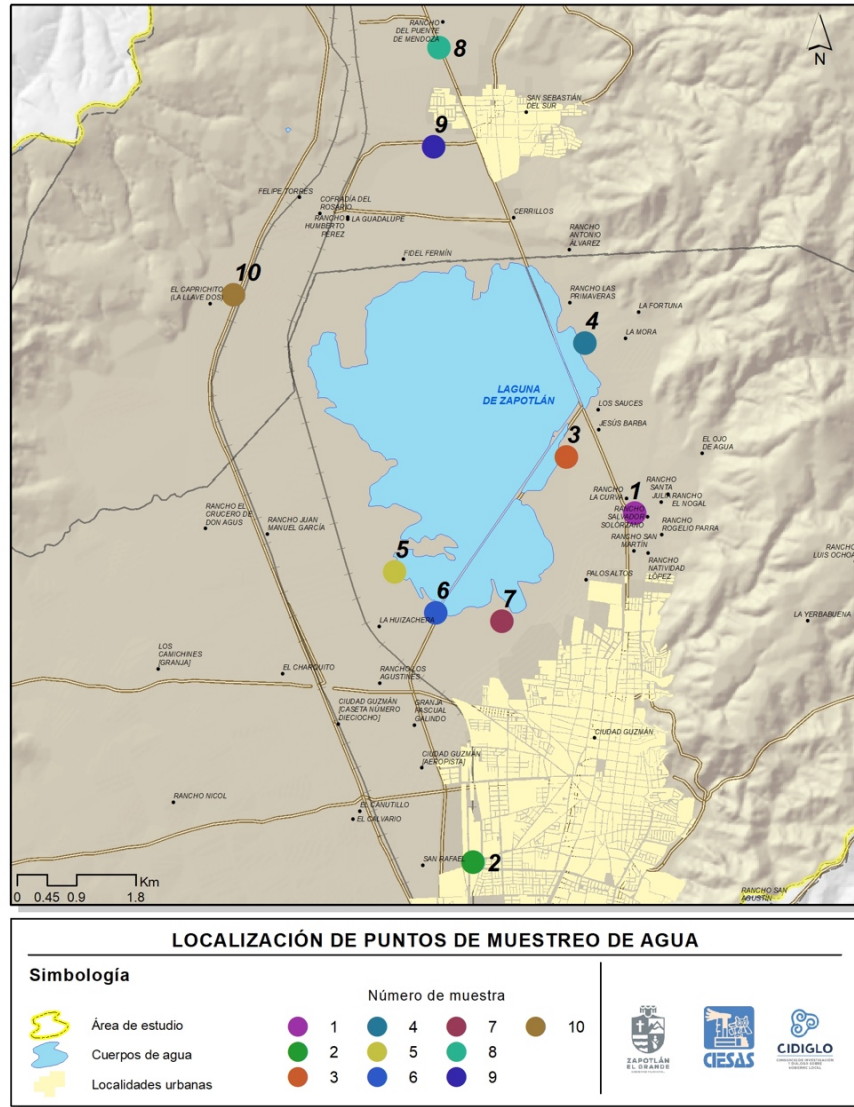 RANCHO
DEL PUENTE
DE MENDOZA
8
N
SAN SEBASTIÁN
DEL SUR
9
FELIPE TORRES
COFRADÍA DEL
ROSARIO
RANCHO
HUMBERTO
PÉREZ
LA GUADALUPE
CERRILLOS
RANCHO
ANTONIO
ÁLVAREZ
FIDEL FERMÍN
10
EL CAPRICHITO
(LA LLAVE DOS)
RANCHO LAS
PRIMAVERAS
LA FORTUNA
4
LA MORA
LAGUNA
DE ZAPOTLÁN
LOS SAUCES
JESÚS BARBA
3
EL OJO
DE AGUA
RANCHO
LA CURVA
1
RANCHO
SANTA
JULIA
RANCHO
EL NOGAL
RANCHO
SALVADOR
SOLÓRZANO
RANCHO
ROGELIO PARRA
RANCHO EL
CRUCERO DE
DON AGUS
RANCHO JUAN
MANUEL GARCÍA
RANCHO SAN
MARTÍN
RANCHO
NATIVIDAD
LÓPEZ
RANCHO
LUIS OCHOA
5
PALOS ALTOS
6
7
LA HUIZACHERA
LA YERBABUENA
LOS
CAMICHINES
[GRANJA]
EL CHARQUITO
RANCHO LOS
AGUSTINES
CIUDAD GUZMÁN
[CASETA NÚMERO
DIECIOCHO]
GRANJA
PASCUAL
GALINDO
CIUDAD GUZMÁN
CIUDAD GUZMÁN
[AEROPISTA]
RANCHO NICOL
EL CANUTILLO
EL CALVARIO
SAN RAFAEL
2
Km
0 0.45 0.9 1.8
RANCHO SAN
AGUSTÍN
LOCALIZACIÓN DE PUNTOS DE MUESTREO DE AGUA
Simbología
Área de estudio
Cuerpos de agua
Localidades urbanas
Número de muestra
1 4 7 10
2 5 8
3 6 9
ZAPOTLÁN
EL GRANDE
CIESAS
CIDIGLO